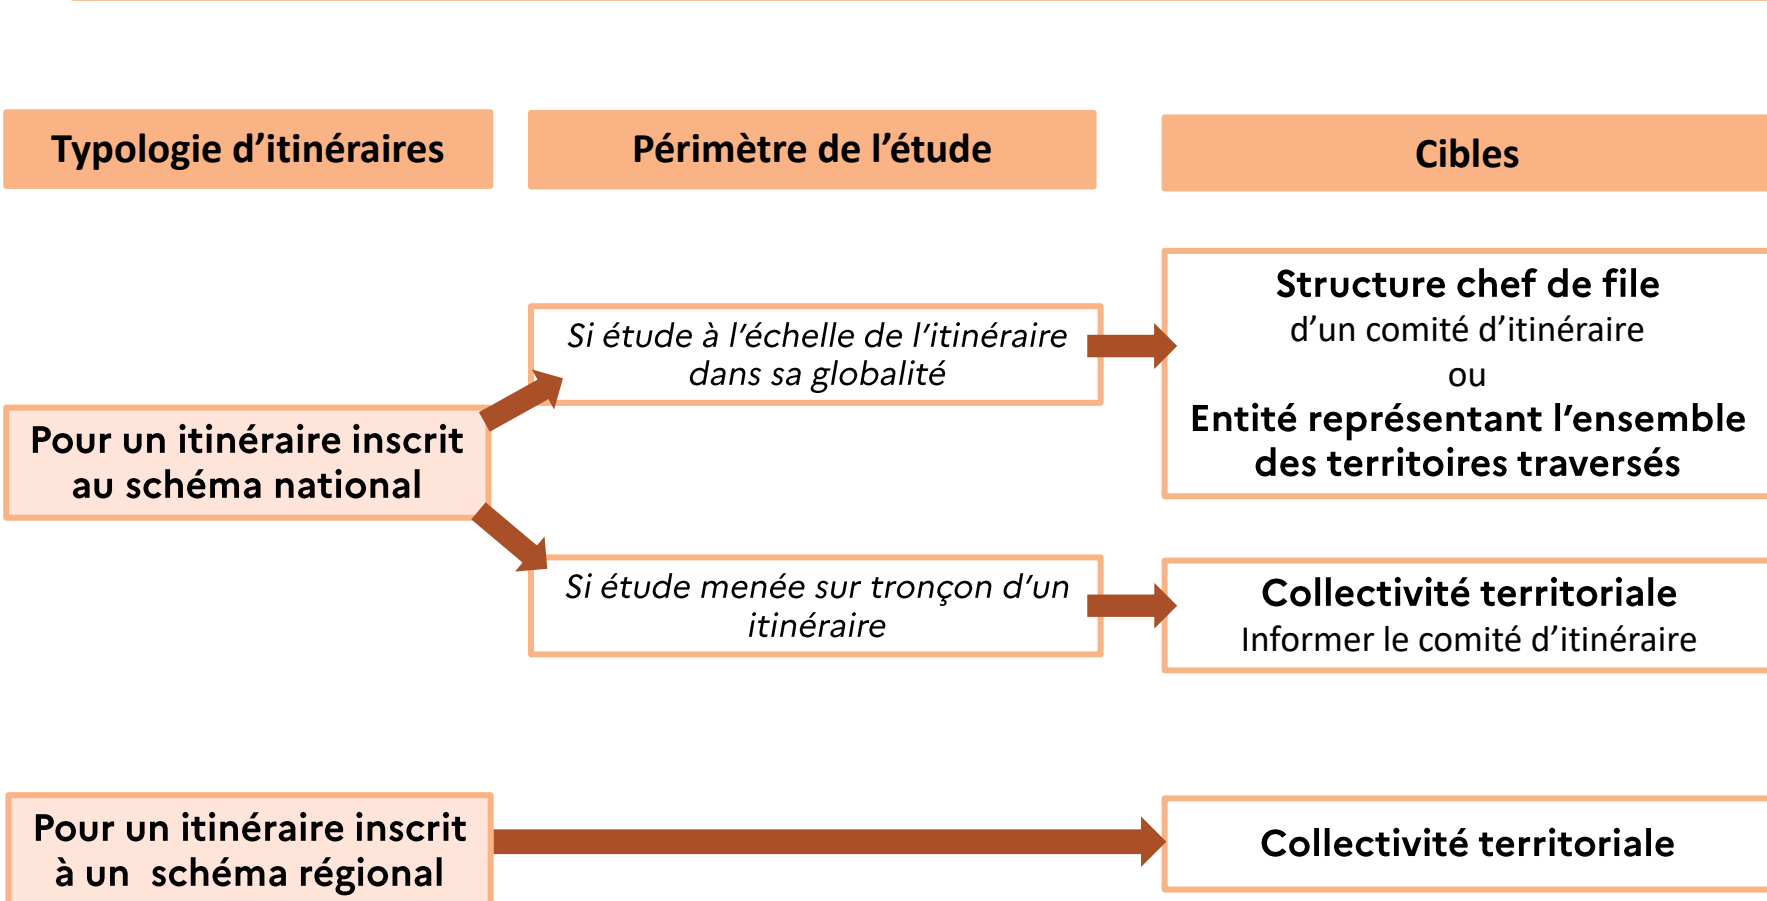 Typologie d’itinéraires
Périmètre de l’étude
Cibles
Pour un itinéraire inscrit
au schéma national
Si étude à l’échelle de l’itinéraire
dans sa globalité
Structure chef de file
d’un comité d’itinéraire
ou
Entité représentant l’ensemble
des territoires traversés
Si étude menée sur tronçon d’un
itinéraire
Collectivité territoriale
Informer le comité d’itinéraire
Pour un itinéraire inscrit
à un  schéma régional
Collectivité territoriale